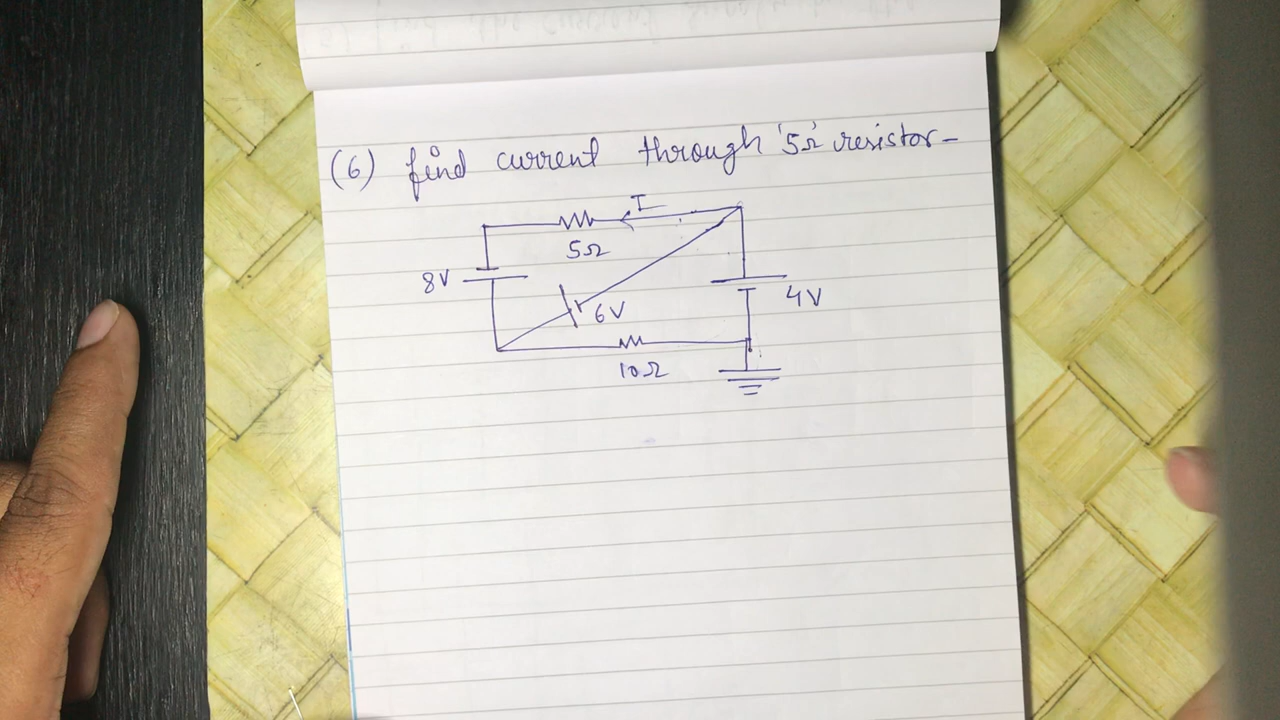 (6) find current through '5Ω' resistor-
I
5Ω
8V
6V
4V
10Ω